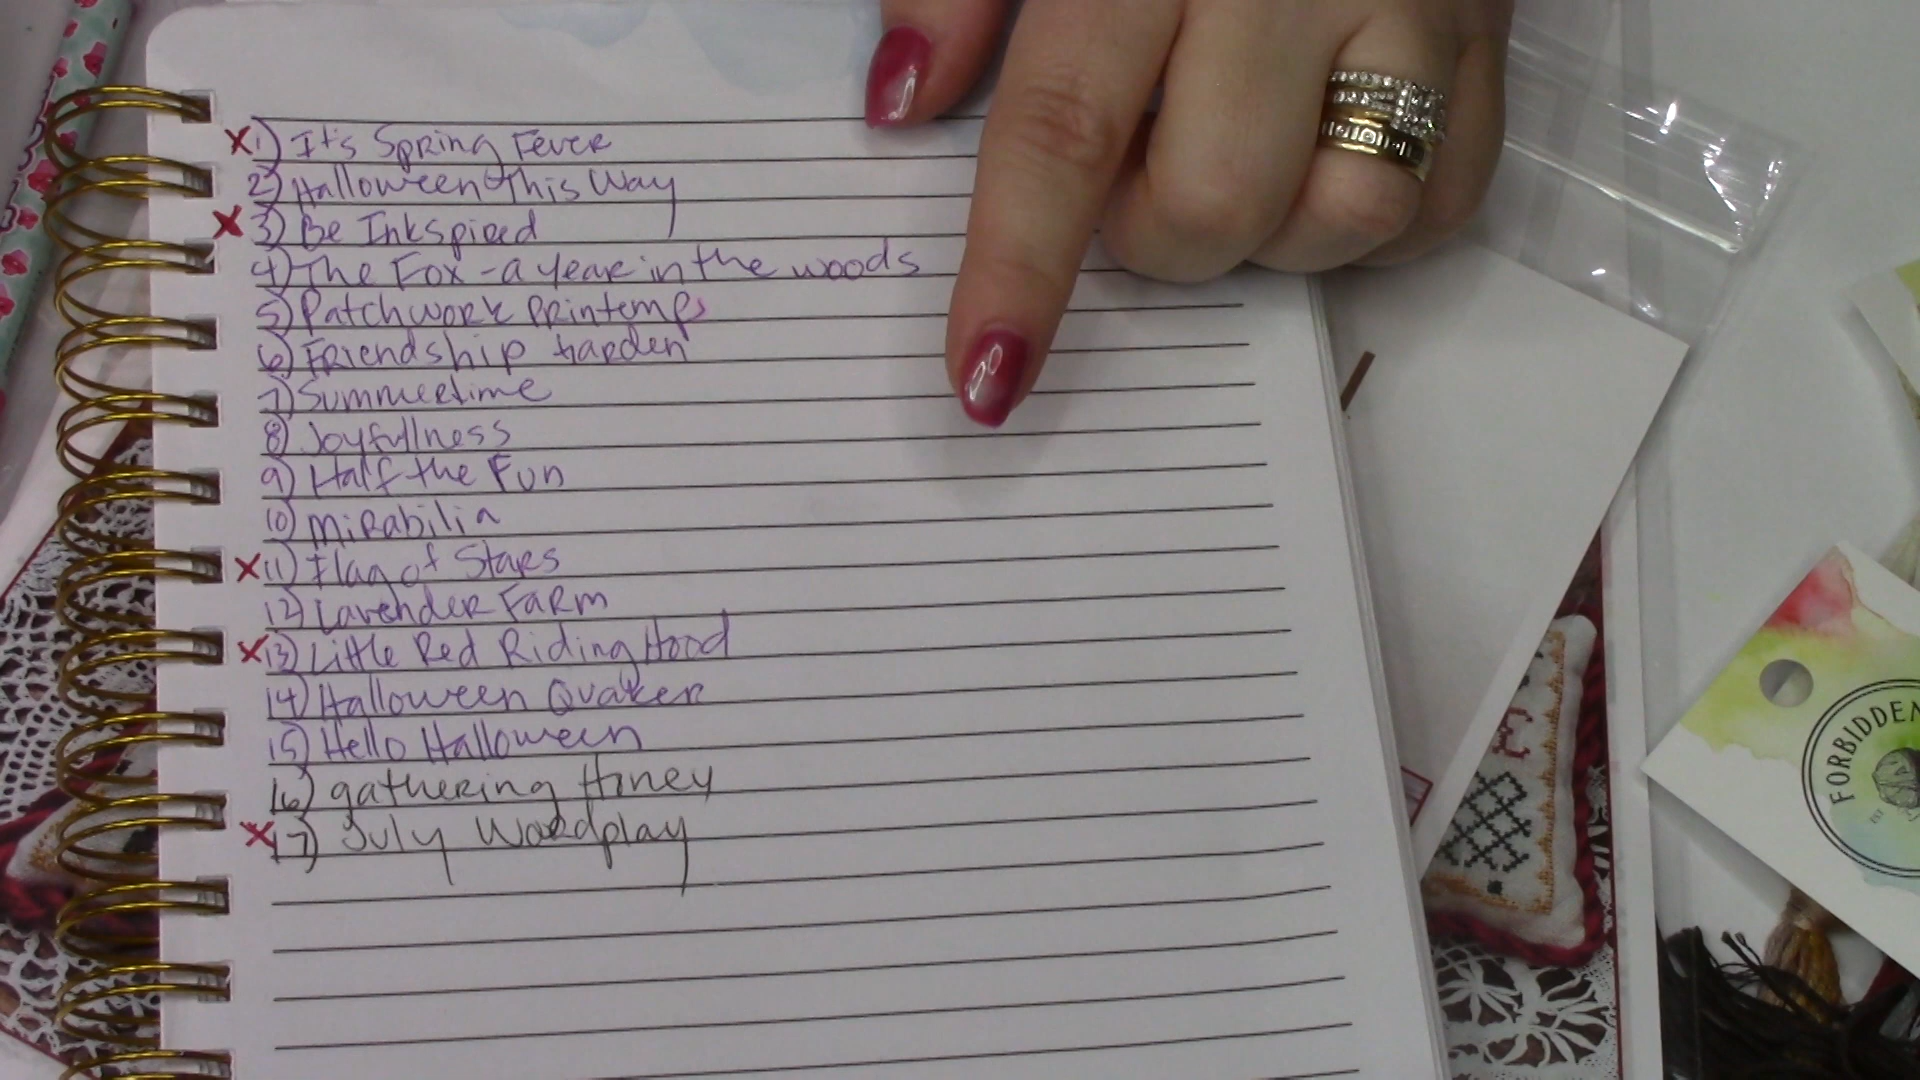 X 1) It's Spring Fever
2) Halloween This Way
X 3) Be Inkspired
4) The Fox - a year in the woods
5) Patchwork Printemps
6) Friendship Garden
7) Summertime
8) Joyfullness
9) Half the Fun
10) Mirabilia
X 11) Flag of Stars
12) Lavender Farm
X 13) Little Red Riding Hood
14) Halloween Quaker
15) Hello Halloween
16) gathering Honey
X 17) July Wordplay
FORBIDDEN